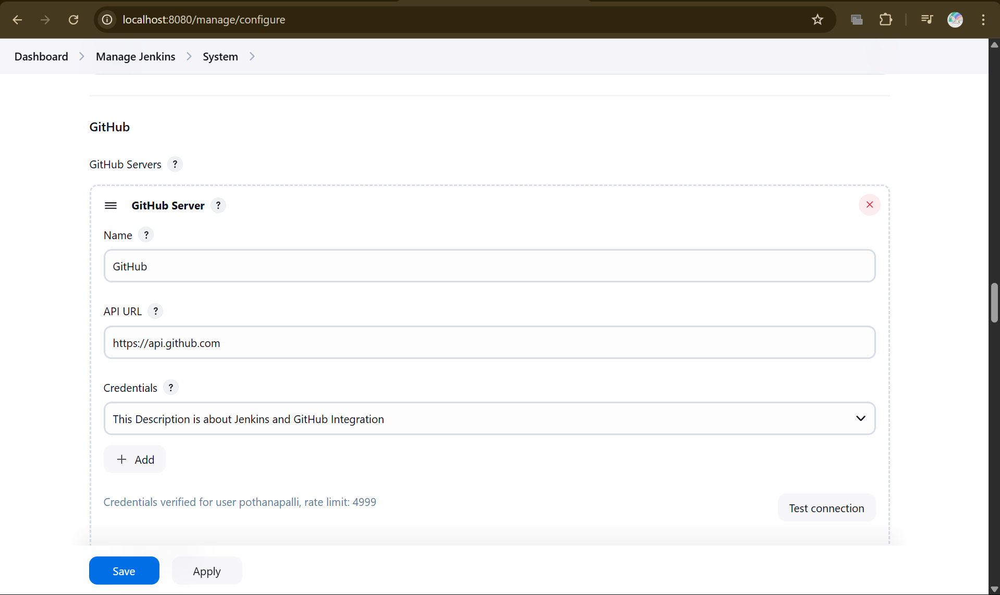 localhost:8080/manage/configure
Dashboard Manage Jenkins System
GitHub
GitHub Servers ?
GitHub Server ?
Name ?
GitHub
API URL ?
https://api.github.com
Credentials ?
This Description is about Jenkins and GitHub Integration
+ Add
Credentials verified for user pothanapalli, rate limit: 4999
Test connection
Save Apply